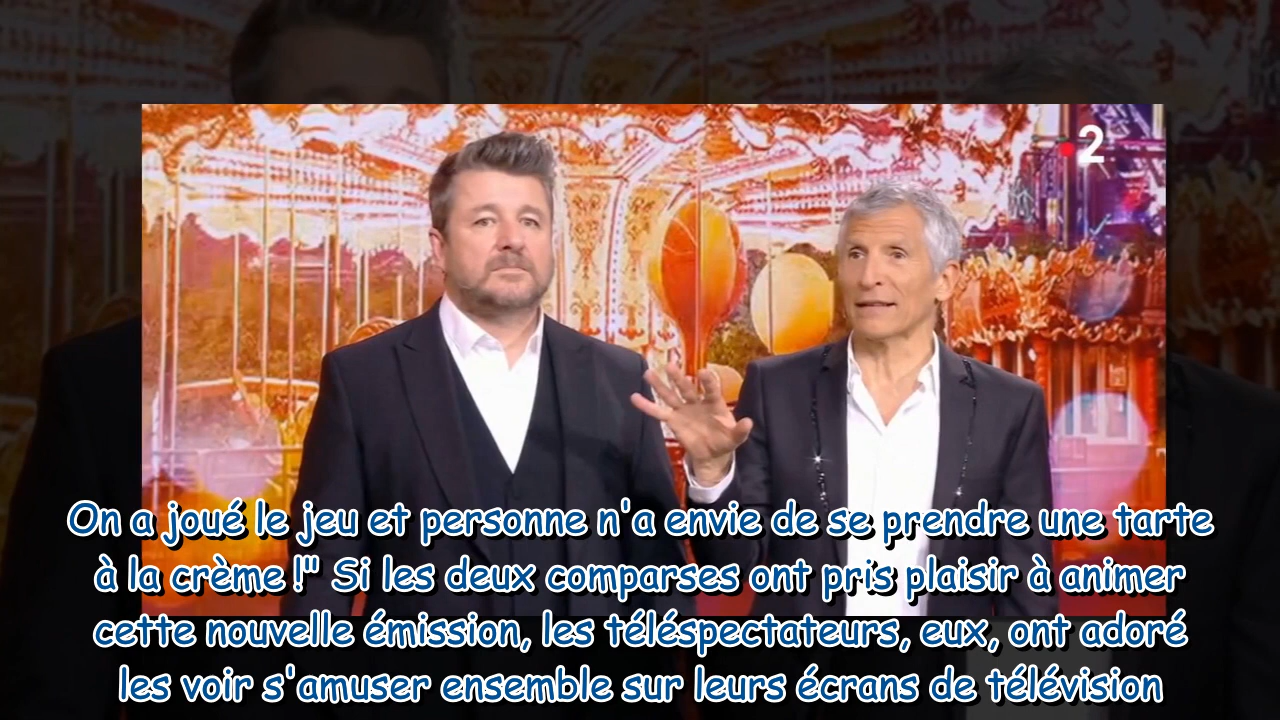 2
On a joué le jeu et personne n'a envie de se prendre une tarte
à la crème !" Si les deux comparses ont pris plaisir à animer
cette nouvelle émission, les téléspectateurs, eux, ont adoré
les voir s'amuser ensemble sur leurs écrans de télévision